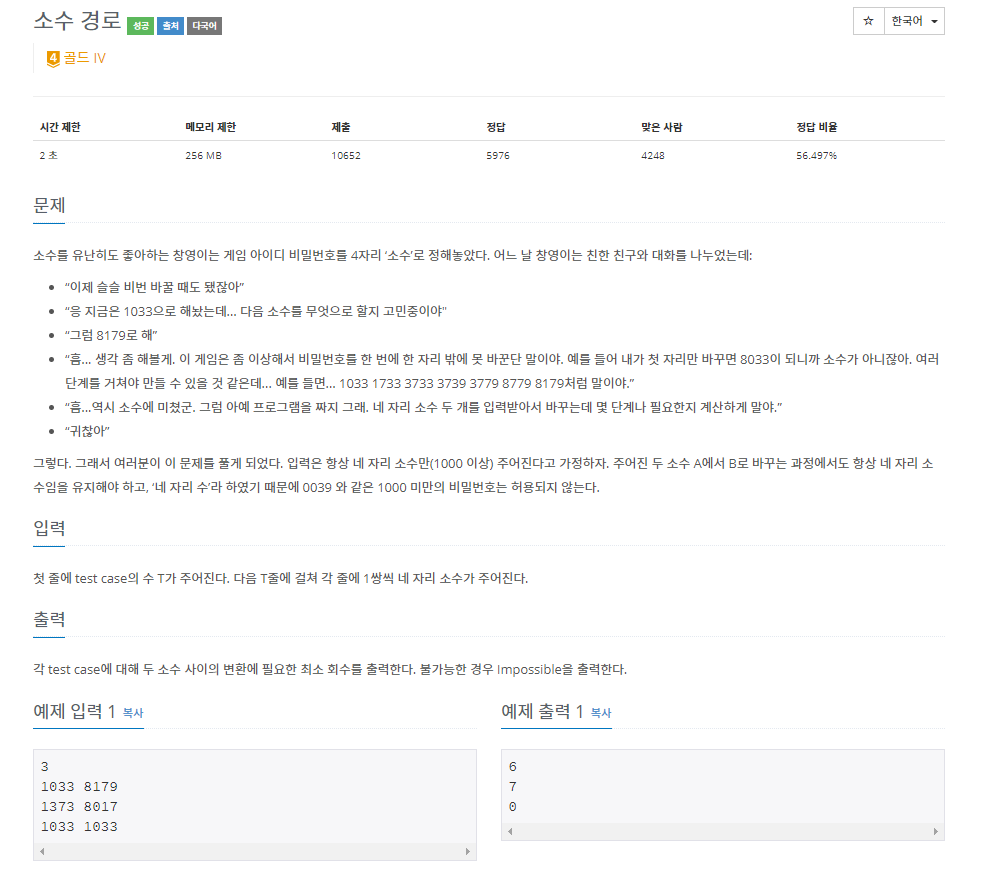 소수 경로 성공 출처 다국어
☆ 한국어
4 골드 IV
시간 제한 메모리 제한 제출 정답 맞은 사람 정답 비율
2 초 256 MB 10652 5976 4248 56.497%
문제
소수를 유난히도 좋아하는 창영이는 게임 아이디 비밀번호를 4자리 ‘소수’로 정해놓았다. 어느 날 창영이는 친한 친구와 대화를 나누었는데:
“이제 슬슬 비번 바꿀 때도 됐잖아”
“응 지금은 1033으로 해놨는데... 다음 소수를 무엇으로 할지 고민중이야"
“그럼 8179로 해”
“흠... 생각 좀 해볼게. 이 게임은 좀 이상해서 비밀번호를 한 번에 한 자리 밖에 못 바꾼단 말이야. 예를 들어 내가 첫 자리만 바꾸면 8033이 되니까 소수가 아니잖아. 여러
단계를 거쳐야 만들 수 있을 것 같은데... 예를 들면... 1033 1733 3733 3739 3779 8779 8179처럼 말이야.”
“흠...역시 소수에 미쳤군. 그럼 아예 프로그램을 짜지 그래. 네 자리 소수 두 개를 입력받아서 바꾸는데 몇 단계나 필요한지 계산하게 말야.”
“귀찮아”
그렇다. 그래서 여러분이 이 문제를 풀게 되었다. 입력은 항상 네 자리 소수만(1000 이상) 주어진다고 가정하자. 주어진 두 소수 A에서 B로 바꾸는 과정에서도 항상 네 자리 소
수임을 유지해야 하고, ‘네 자리 수’라 하였기 때문에 0039 와 같은 1000 미만의 비밀번호는 허용되지 않는다.
입력
첫 줄에 test case의 수 T가 주어진다. 다음 T줄에 걸쳐 각 줄에 1쌍씩 네 자리 소수가 주어진다.
출력
각 test case에 대해 두 소수 사이의 변환에 필요한 최소 회수를 출력한다. 불가능한 경우 Impossible을 출력한다.
예제 입력 1 복사
3
1033 8179
1373 8017
1033 1033
예제 출력 1 복사
6
7
0